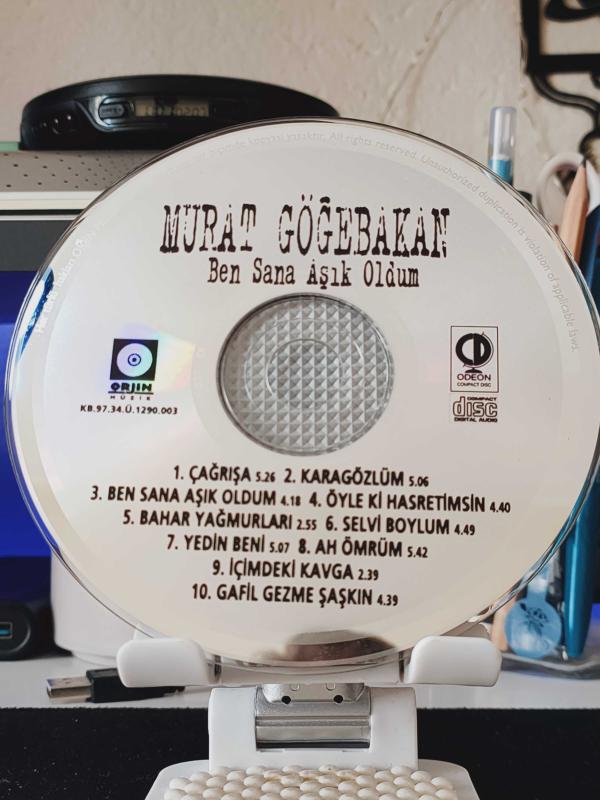 kopyası yasaktır. All rights reserved. Unauthorized duplication is violation of applicable laws.
MURAT GÖĞEBAKAN
Ben Sana Aşık Oldum
ORJIN
MÜZİK
KB.97.34.Ü.1290.003
CD
ODEON
COMPACT DISC
COMPACT
disc
DIGITAL AUDIO
1. ÇAĞRIŞA 5.26 2. KARAGÖZLÜM 5.06
3. BEN SANA AŞIK OLDUM 4.18 4. ÖYLE Kİ HASRETİMSİN 4.40
5. BAHAR YAĞMURLARI 2.55 6. SELVİ BOYLUM 4.49
7. YEDİN BENİ 5.07 8. AH ÖMRÜM 5.42
9. İÇİMDEKİ KAVGA 2.39
10. GAFİL GEZME ŞAŞKIN 4.39